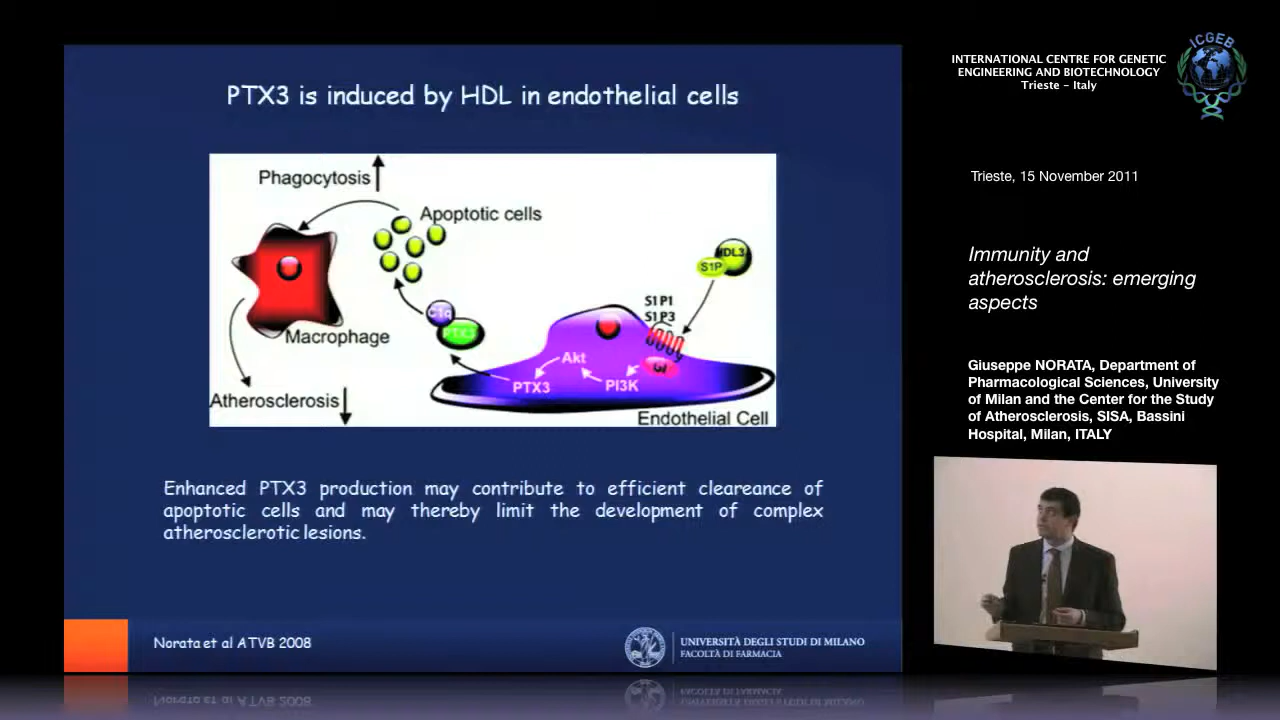 PTX3 is induced by HDL in endothelial cells
Phagocytosis
Apoptotic cells
HDL3
S1P
S1P1
S1P3
C1q
PTX3
Macrophage
Akt
Gi
PTX3
PI3K
Atherosclerosis
Endothelial Cell
Enhanced PTX3 production may contribute to efficient cleareance of
apoptotic cells and may thereby limit the development of complex
atherosclerotic lesions.
Norata et al ATVB 2008
UNIVERSITÀ DEGLI STUDI DI MILANO
FACOLTÀ DI FARMACIA
INTERNATIONAL CENTRE FOR GENETIC
ENGINEERING AND BIOTECHNOLOGY
Trieste - Italy
ICGEB
Trieste, 15 November 2011
Immunity and
atherosclerosis: emerging
aspects
Giuseppe NORATA, Department of
Pharmacological Sciences, University
of Milan and the Center for the Study
of Atherosclerosis, SISA, Bassini
Hospital, Milan, ITALY